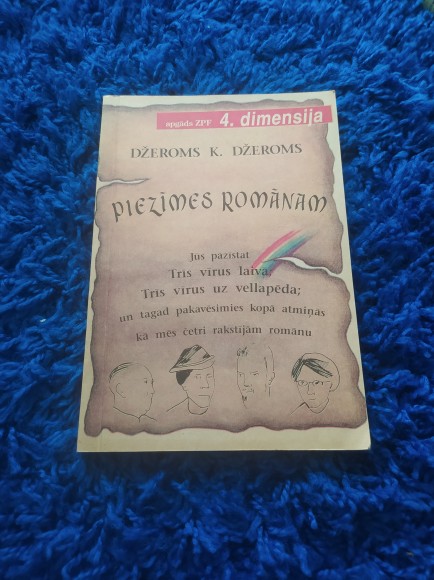 apgāds ZPF 4. dimensija
DŽEROMS K. DŽEROMS
PIEZĪMES ROMĀNAM
Jūs pazīstat
Trīs vīrus laivā;
Trīs vīrus uz vellapēda;
un tagad pakavēsimies kopā atmiņās
kā mēs četri rakstījām romānu